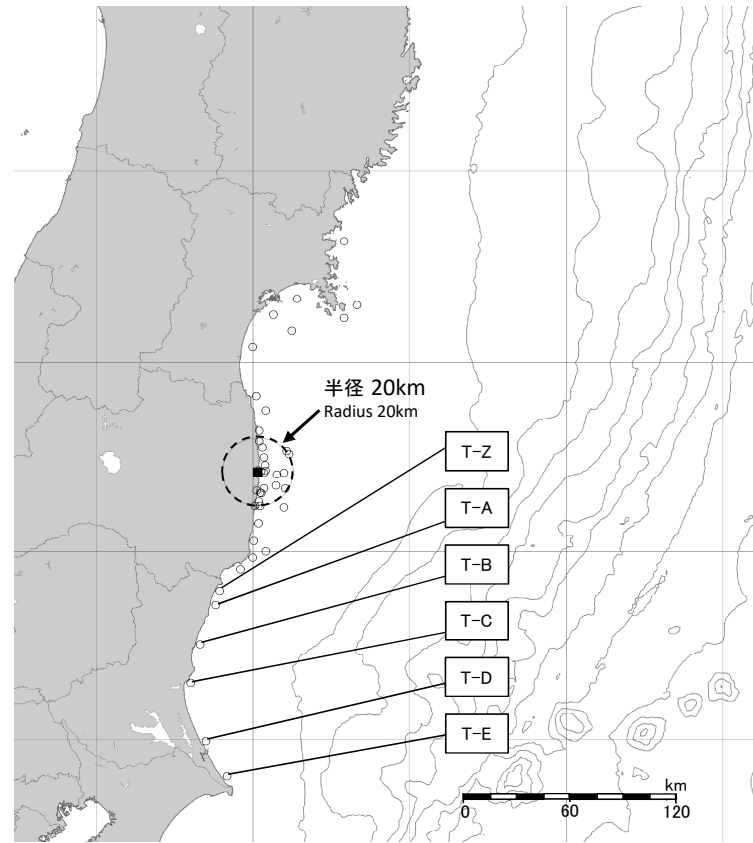 半径 20km
Radius 20km
T-Z
T-A
T-B
T-C
T-D
T-E
km
0 60 120